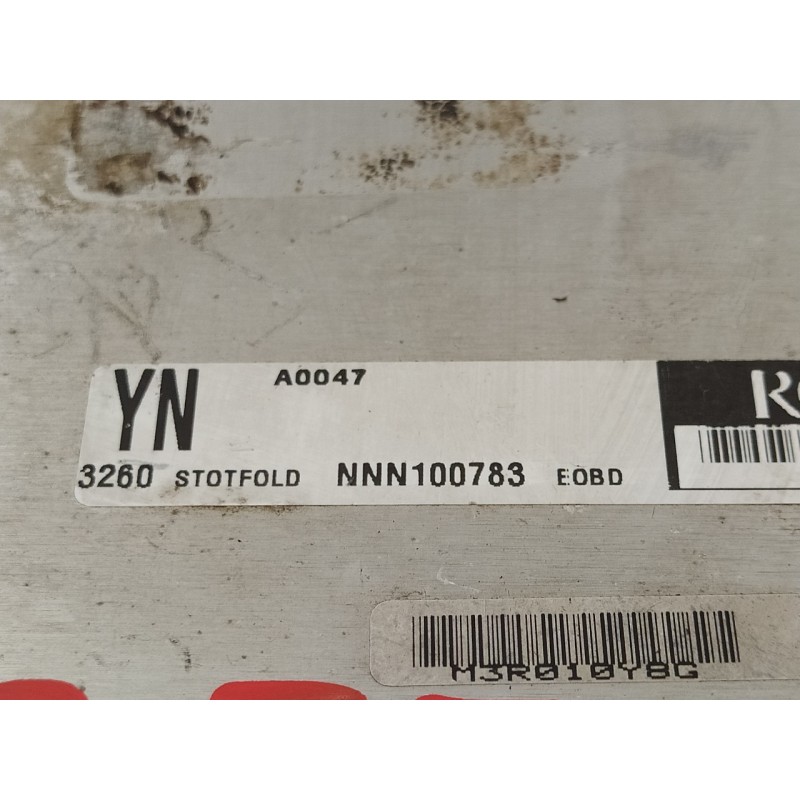 YN A0047
3260 STOTFOLD NNN100783 EOBD
M3R010Y8G